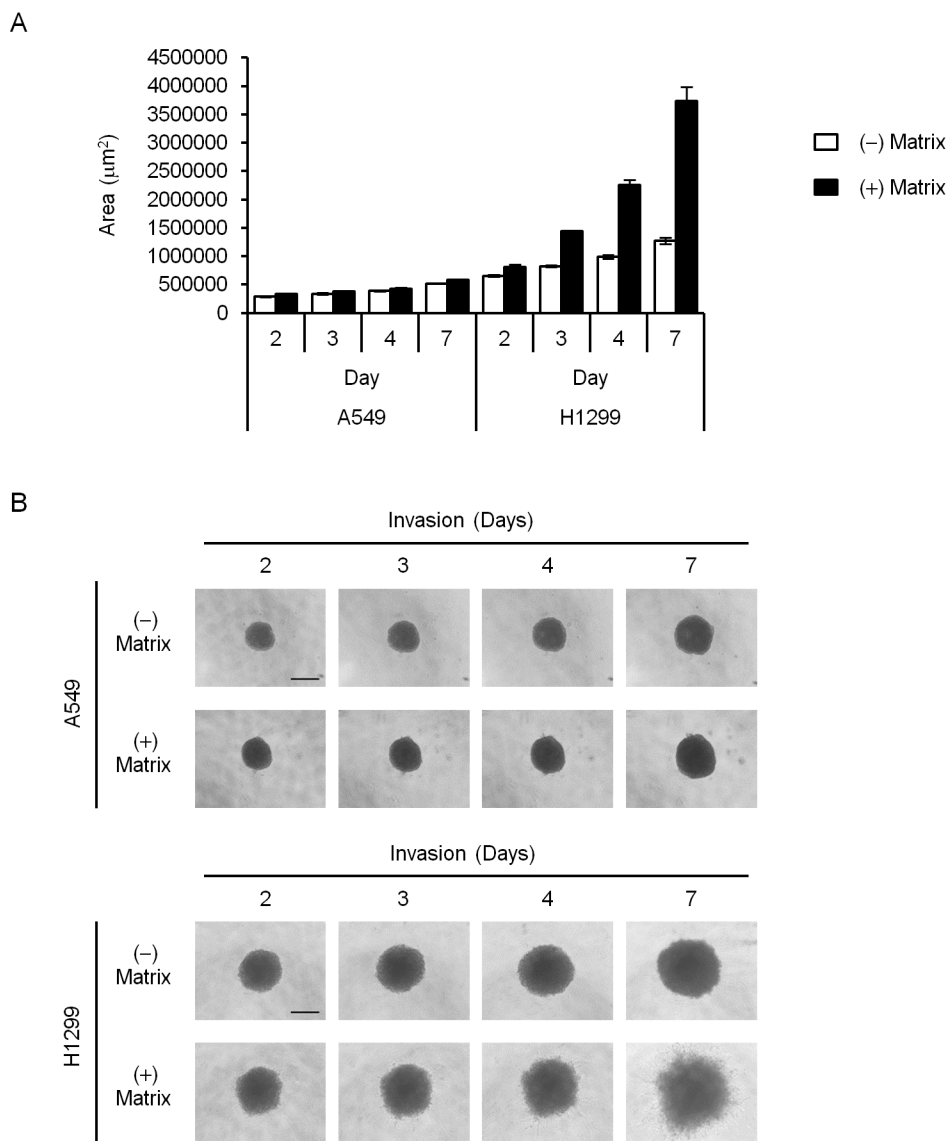 A
4500000
4000000
3500000
3000000
2500000
2000000
1500000
1000000
500000
0
Area (μm²)
(−) Matrix
(+) Matrix
2 3 4 7 2 3 4 7
Day Day
A549 H1299
B
Invasion (Days)
2 3 4 7
A549
(−)
Matrix
(+)
Matrix
Invasion (Days)
2 3 4 7
H1299
(−)
Matrix
(+)
Matrix